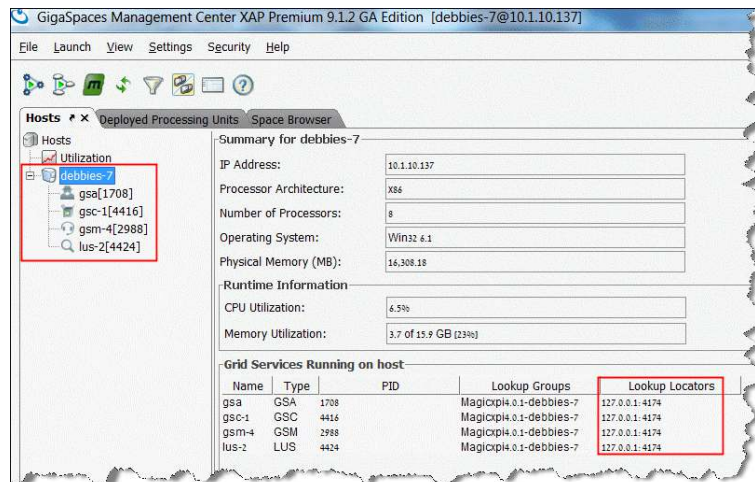 GigaSpaces Management Center XAP Premium 9.1.2 GA Edition [debbies-7@10.1.10.137]
File Launch View Settings Security Help
Hosts Deployed Processing Units Space Browser
Hosts
Utilization
debbies-7
gsa[1708]
gsc-1[4416]
gsm-4[2988]
lus-2[4424]
Summary for debbies-7
IP Address: 10.1.10.137
Processor Architecture: X86
Number of Processors: 8
Operating System: Win32 6.1
Physical Memory (MB): 16,308.18
Runtime Information
CPU Utilization: 6.5%
Memory Utilization: 3.7 of 15.9 GB (23%)
Grid Services Running on host
Name Type PID Lookup Groups Lookup Locators
gsa GSA 1708 Magicxpi4.0.1-debbies-7 127.0.0.1:4174
gsc-1 GSC 4416 Magicxpi4.0.1-debbies-7 127.0.0.1:4174
gsm-4 GSM 2988 Magicxpi4.0.1-debbies-7 127.0.0.1:4174
lus-2 LUS 4424 Magicxpi4.0.1-debbies-7 127.0.0.1:4174